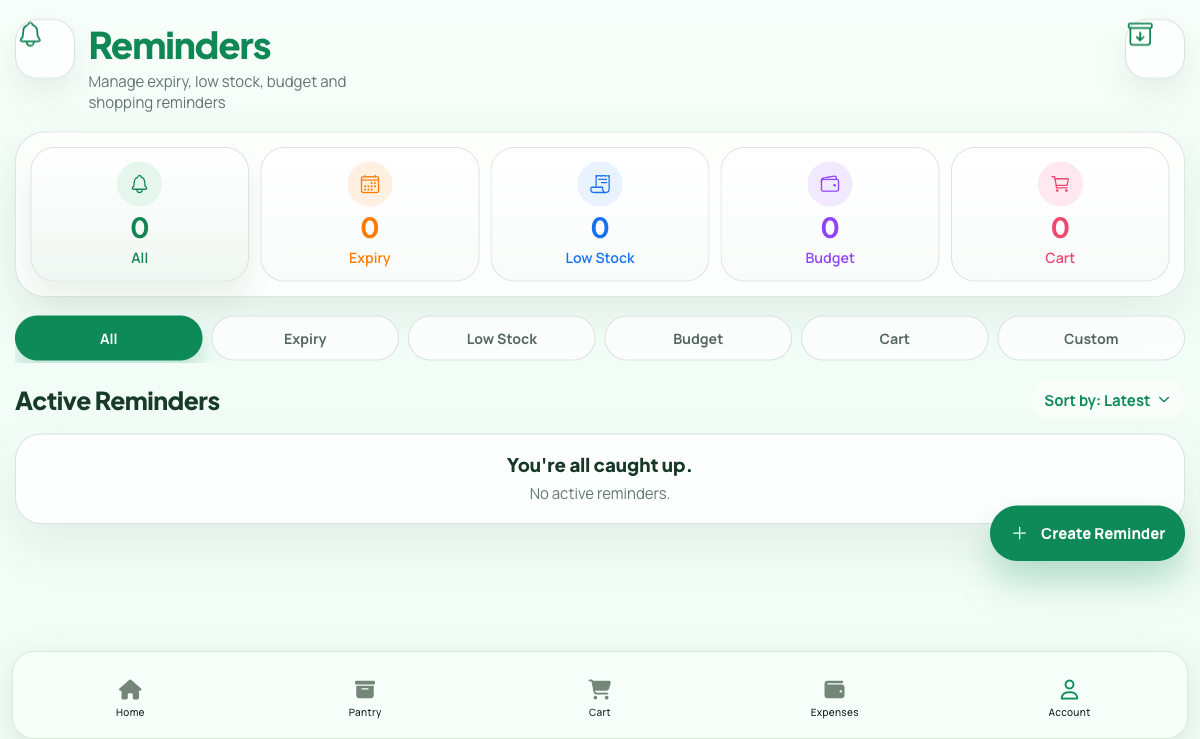 Reminders
Manage expiry, low stock, budget and
shopping reminders
0
All
0
Expiry
0
Low Stock
0
Budget
0
Cart
All
Expiry
Low Stock
Budget
Cart
Custom
Active Reminders
Sort by: Latest
You're all caught up.
No active reminders.
Create Reminder
Home
Pantry
Cart
Expenses
Account